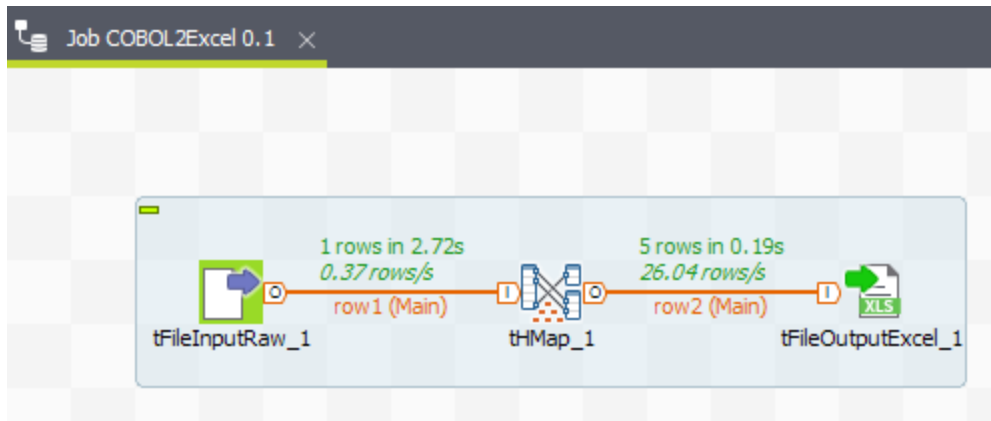 Job COBOL2Excel 0.1
1 rows in 2.72s
0.37 rows/s
row1 (Main)
5 rows in 0.19s
26.04 rows/s
row2 (Main)
O
I
O
I
XLS
tFileInputRaw_1
tHMap_1
tFileOutputExcel_1